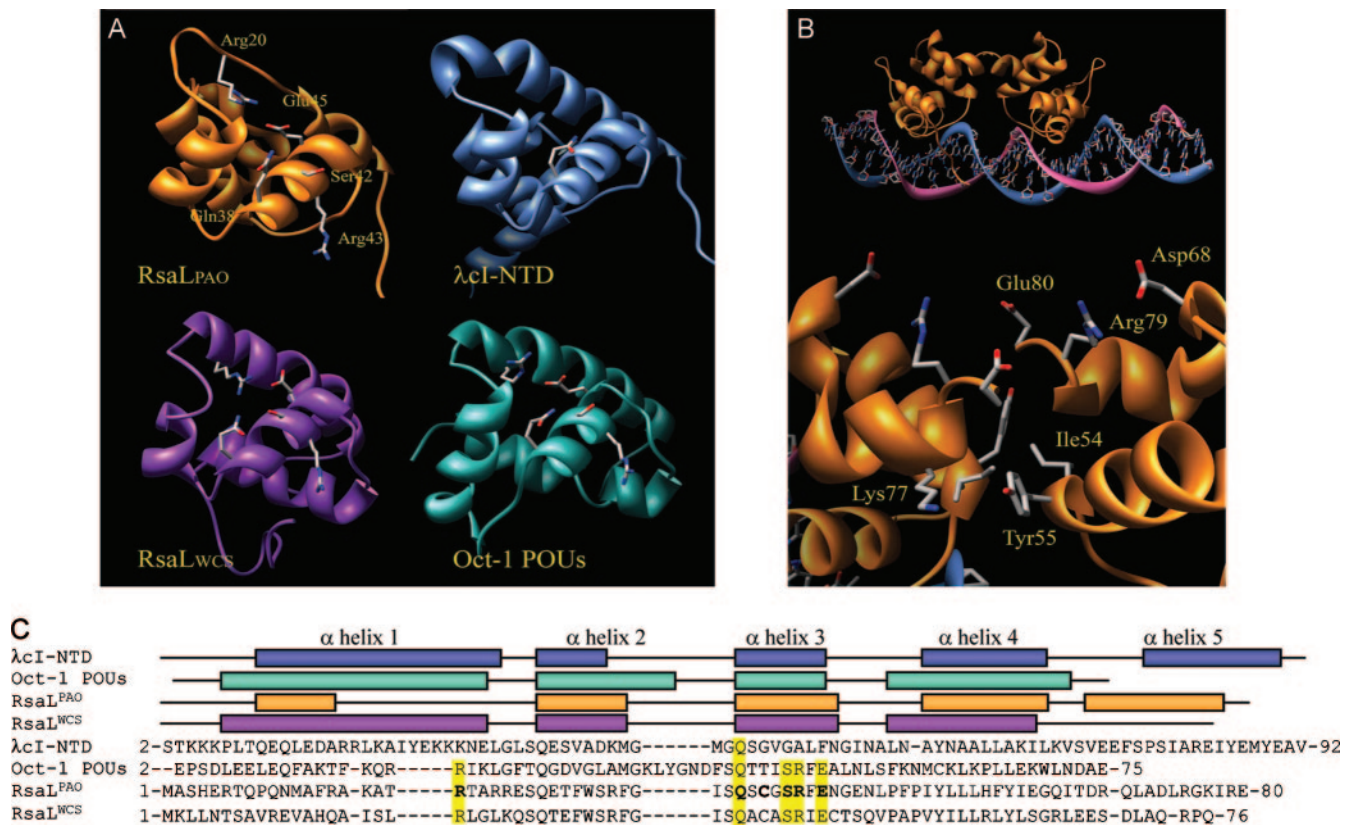 A
Arg20
Glu45
Ser42
Gln38
Arg43
RsaLPAO
λcI-NTD
RsaLWCS
Oct-1 POUs
B
Asp68
Glu80
Arg79
Ile54
Lys77
Tyr55
C
α helix 1 α helix 2 α helix 3 α helix 4 α helix 5
λcI-NTD
Oct-1 POUs
RsaLPAO
RsaLWCS
λcI-NTD 2-STKKKPLTQEQLEDARRLKAIYEKKKNELGLSQESVADKMG------MGQSGVGALFNGINALN-AYNAALLAKILKVSVEEFSPSIAREIYEMYEAV-92
Oct-1 POUs 2--EPSDLEELEQFAKTF-KQR-----RIKLGFTQGDVGLAMGKLYGNDFSQTTISRFEALNLSFKNMCKLKPLLEKWLNDAE-75
RsaLPAO 1-MASHERTQPQNMAFRA-KAT-----RTARRESQETFWSRFG------ISQSCGSRFENGENLPFPIYLLLHFYIEGQITDR-QLADLRGKIRE-80
RsaLWCS 1-MKLLNTSAVREVAHQA-ISL-----RLGLKQSQTEFWSRFG------ISQACASRIECTSQVPAPVYILLRLYLSGRLEES-DLAQ-RPQ-76